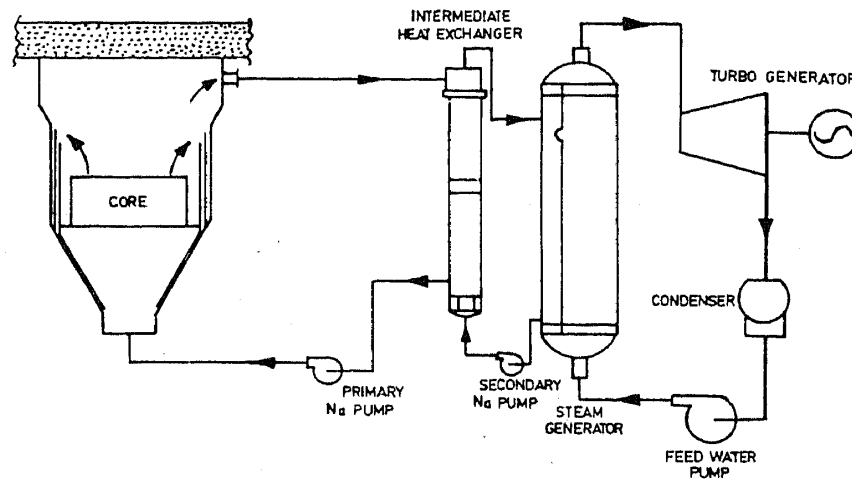 INTERMEDIATE
HEAT EXCHANGER
TURBO GENERATOR
CORE
CONDENSER
PRIMARY
Na PUMP
SECONDARY
Na PUMP
STEAM
GENERATOR
FEED WATER
PUMP